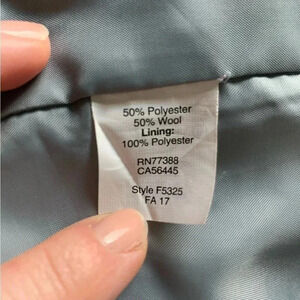 50% Polyester
50% Wool
Lining:
100% Polyester
RN77388
CA56445
Style F5325
FA 17